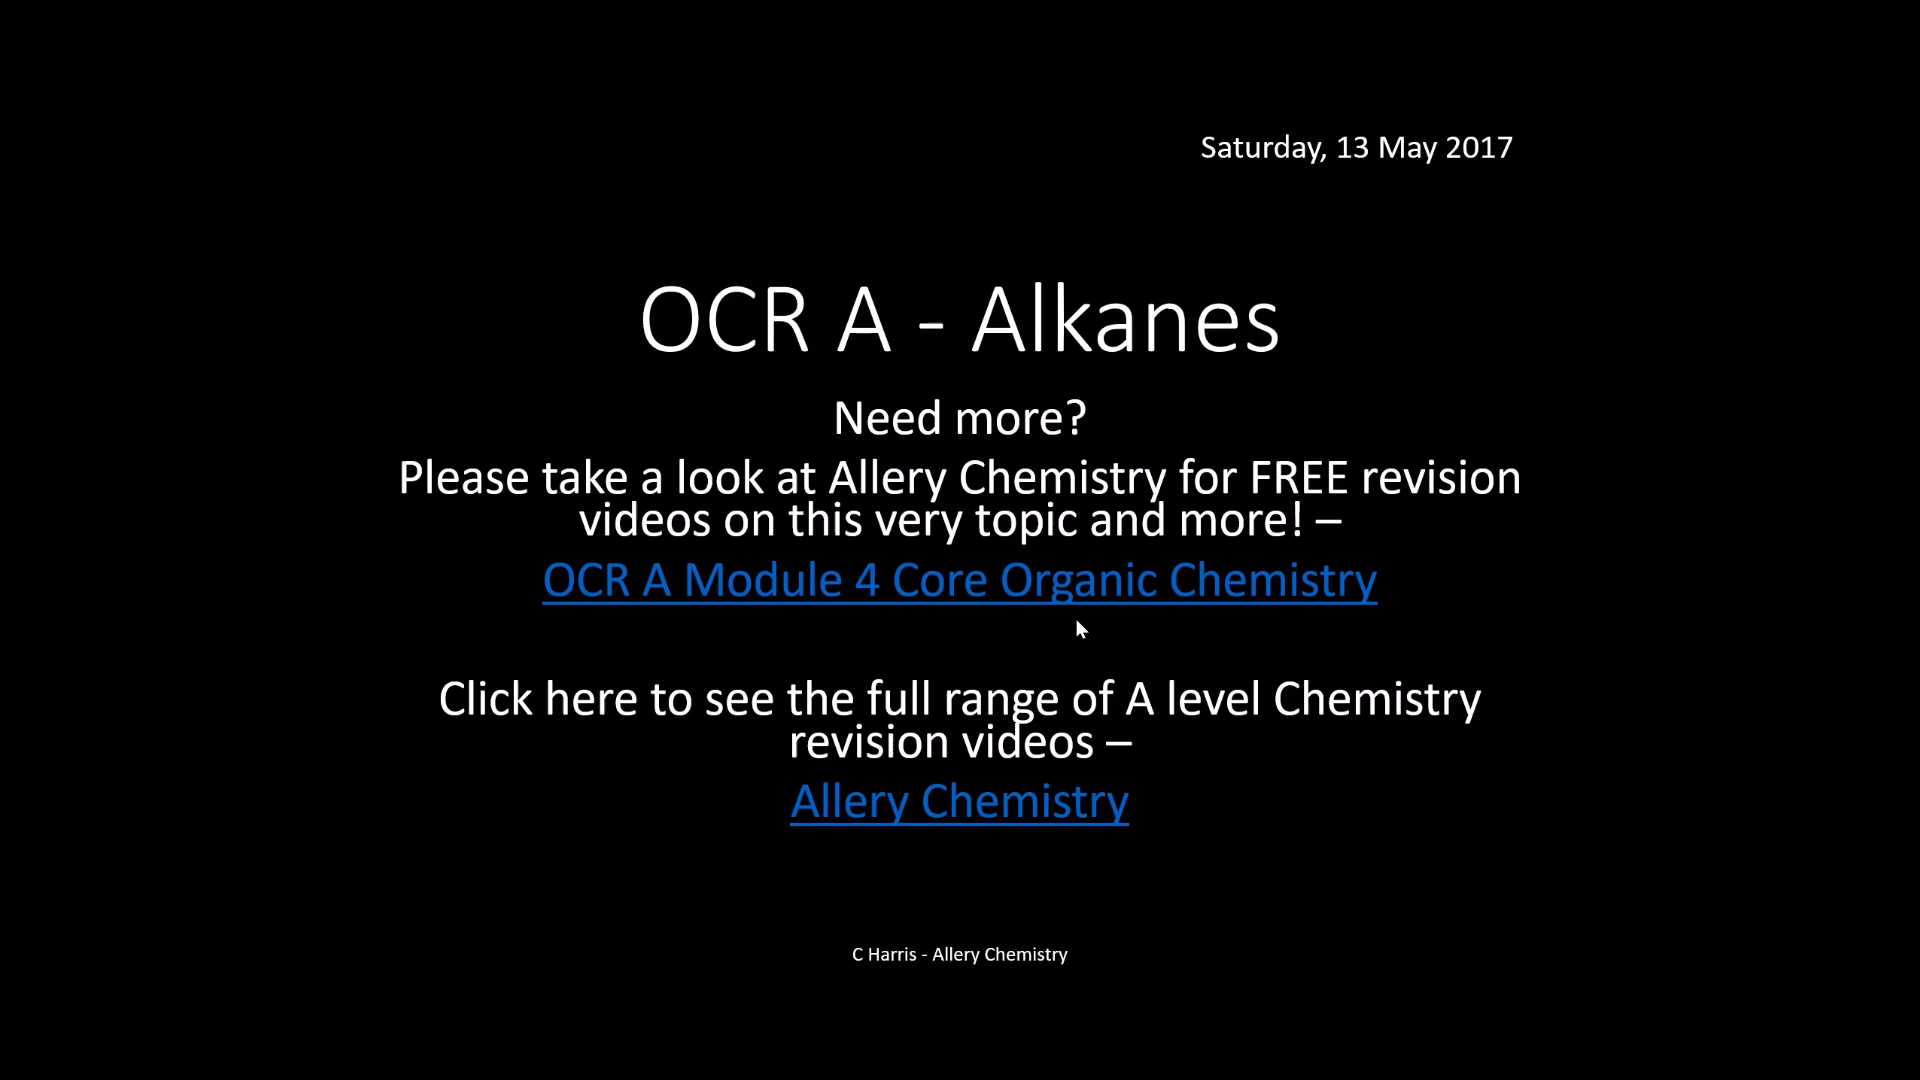 Saturday, 13 May 2017
OCR A - Alkanes
Need more?
Please take a look at Allery Chemistry for FREE revision
videos on this very topic and more! –
OCR A Module 4 Core Organic Chemistry
Click here to see the full range of A level Chemistry
revision videos –
Allery Chemistry
C Harris - Allery Chemistry